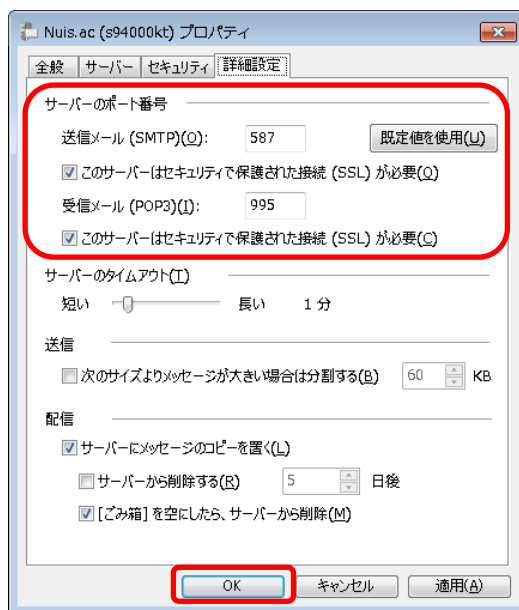 Nuis.ac (s94000kt) プロパティ
全般 サーバー セキュリティ 詳細設定
サーバーのポート番号
送信メール (SMTP)(O): 587 既定値を使用(U)
このサーバーはセキュリティで保護された接続 (SSL) が必要(Q)
受信メール (POP3)(I): 995
このサーバーはセキュリティで保護された接続 (SSL) が必要(C)
サーバーのタイムアウト(T)
短い 長い 1 分
送信
次のサイズよりメッセージが大きい場合は分割する(B) 60 KB
配信
サーバーにメッセージのコピーを置く(L)
サーバーから削除する(R) 5 日後
[ごみ箱] を空にしたら、サーバーから削除(M)
OK キャンセル 適用(A)